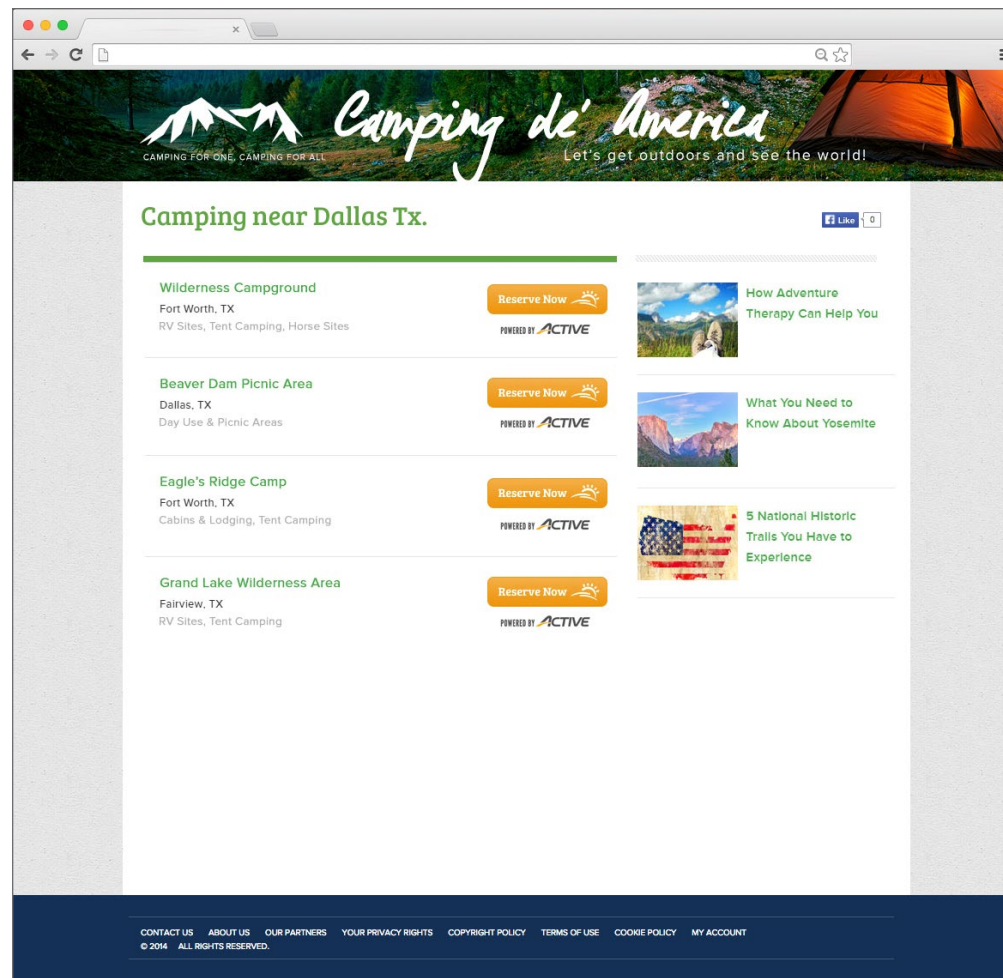 Camping dé America
CAMPING FOR ONE, CAMPING FOR ALL
Let's get outdoors and see the world!
Camping near Dallas Tx.
Like 0
Wilderness Campground
Fort Worth, TX
RV Sites, Tent Camping, Horse Sites
Reserve Now
POWERED BY ACTIVE
Beaver Dam Picnic Area
Dallas, TX
Day Use & Picnic Areas
Reserve Now
POWERED BY ACTIVE
Eagle's Ridge Camp
Fort Worth, TX
Cabins & Lodging, Tent Camping
Reserve Now
POWERED BY ACTIVE
Grand Lake Wilderness Area
Fairview, TX
RV Sites, Tent Camping
Reserve Now
POWERED BY ACTIVE
How Adventure
Therapy Can Help You
What You Need to
Know About Yosemite
5 National Historic
Trails You Have to
Experience
CONTACT US ABOUT US OUR PARTNERS YOUR PRIVACY RIGHTS COPYRIGHT POLICY TERMS OF USE COOKIE POLICY MY ACCOUNT
© 2014 ALL RIGHTS RESERVED.